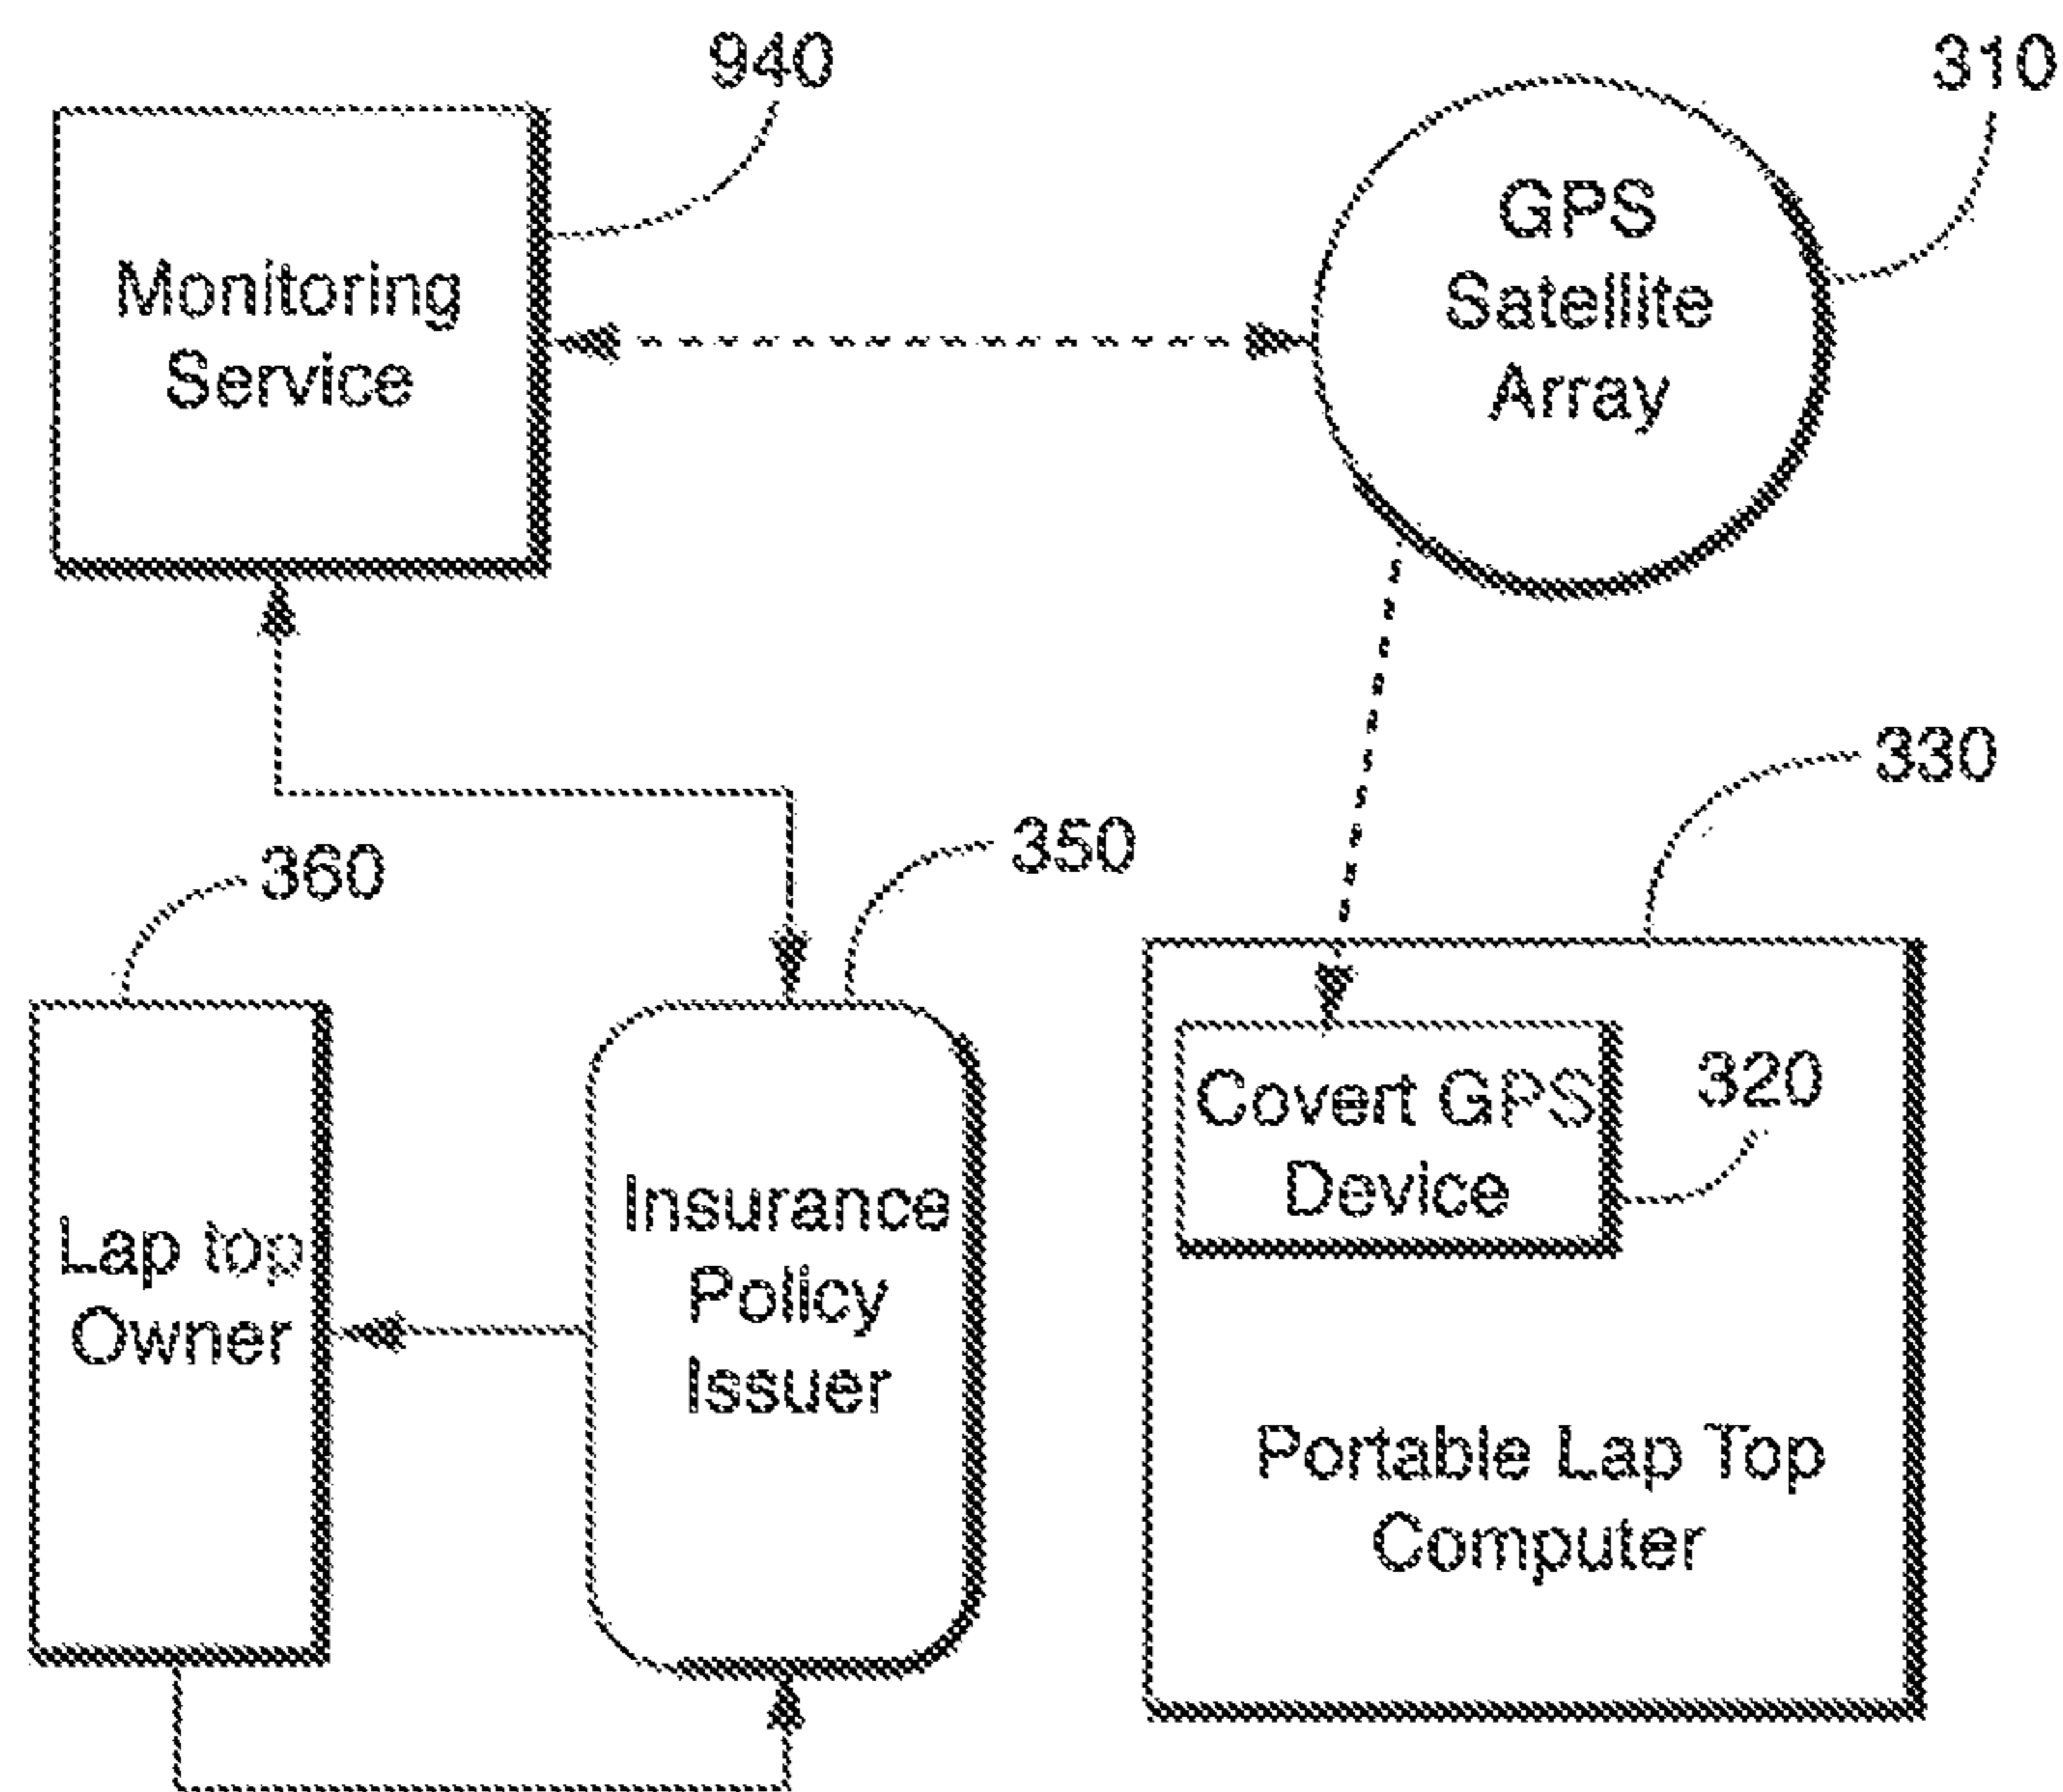 940
310
Monitoring
Service
GPS
Satellite
Array
330
360
350
Covert GPS
Device
320
Lap top
Owner
Insurance
Policy
Issuer
Portable Lap Top
Computer